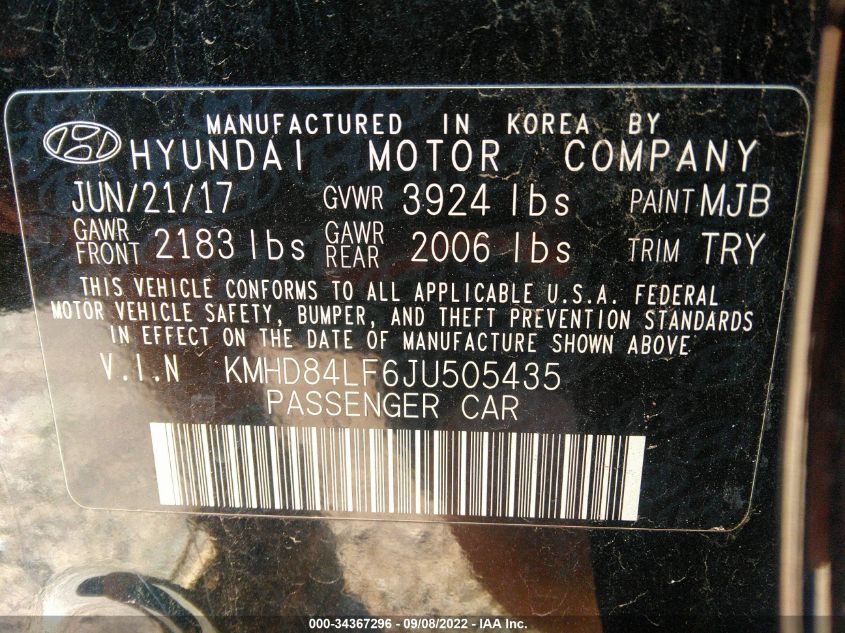 MANUFACTURED IN KOREA BY
HYUNDAI MOTOR COMPANY
JUN/21/17 GVWR 3924 lbs PAINT MJB
GAWR FRONT 2183 lbs GAWR REAR 2006 lbs TRIM TRY
THIS VEHICLE CONFORMS TO ALL APPLICABLE U.S.A. FEDERAL
MOTOR VEHICLE SAFETY, BUMPER, AND THEFT PREVENTION STANDARDS
IN EFFECT ON THE DATE OF MANUFACTURE SHOWN ABOVE
V.I.N KMHD84LF6JU505435
PASSENGER CAR
000-34367296 - 09/08/2022 - IAA Inc.